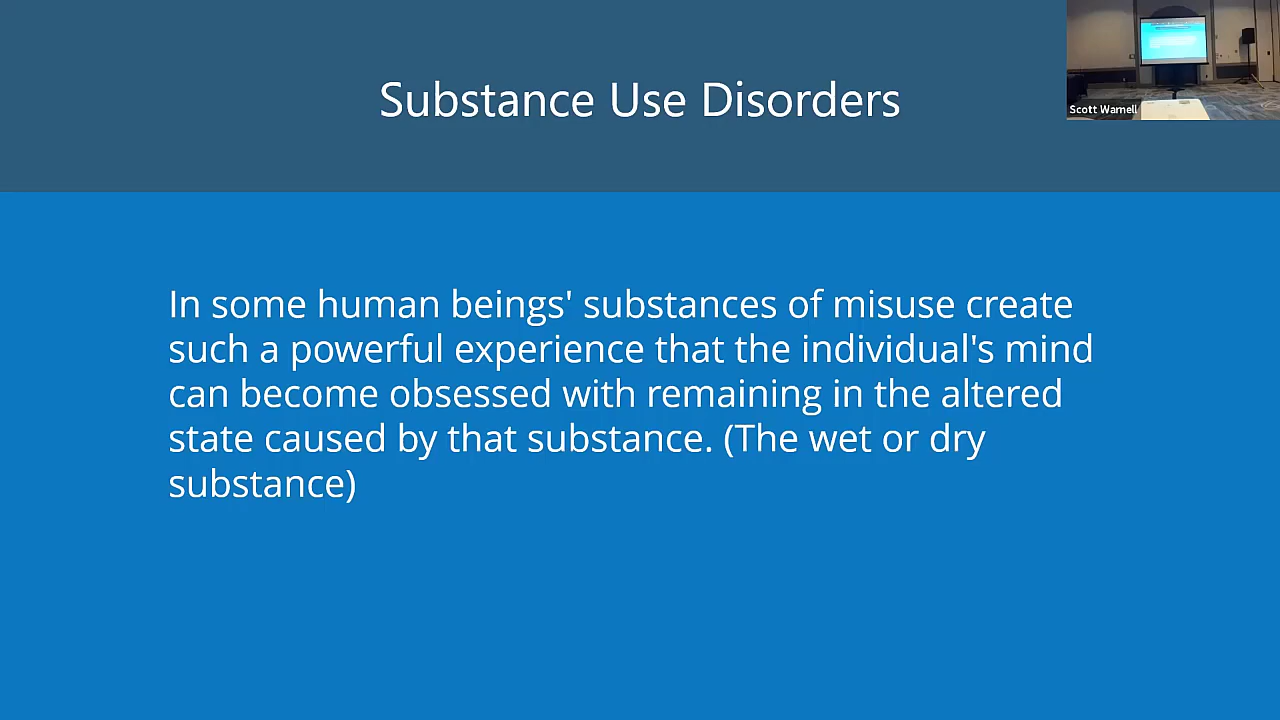 Substance Use Disorders
Scott Warnell
In some human beings' substances of misuse create
such a powerful experience that the individual's mind
can become obsessed with remaining in the altered
state caused by that substance. (The wet or dry
substance)